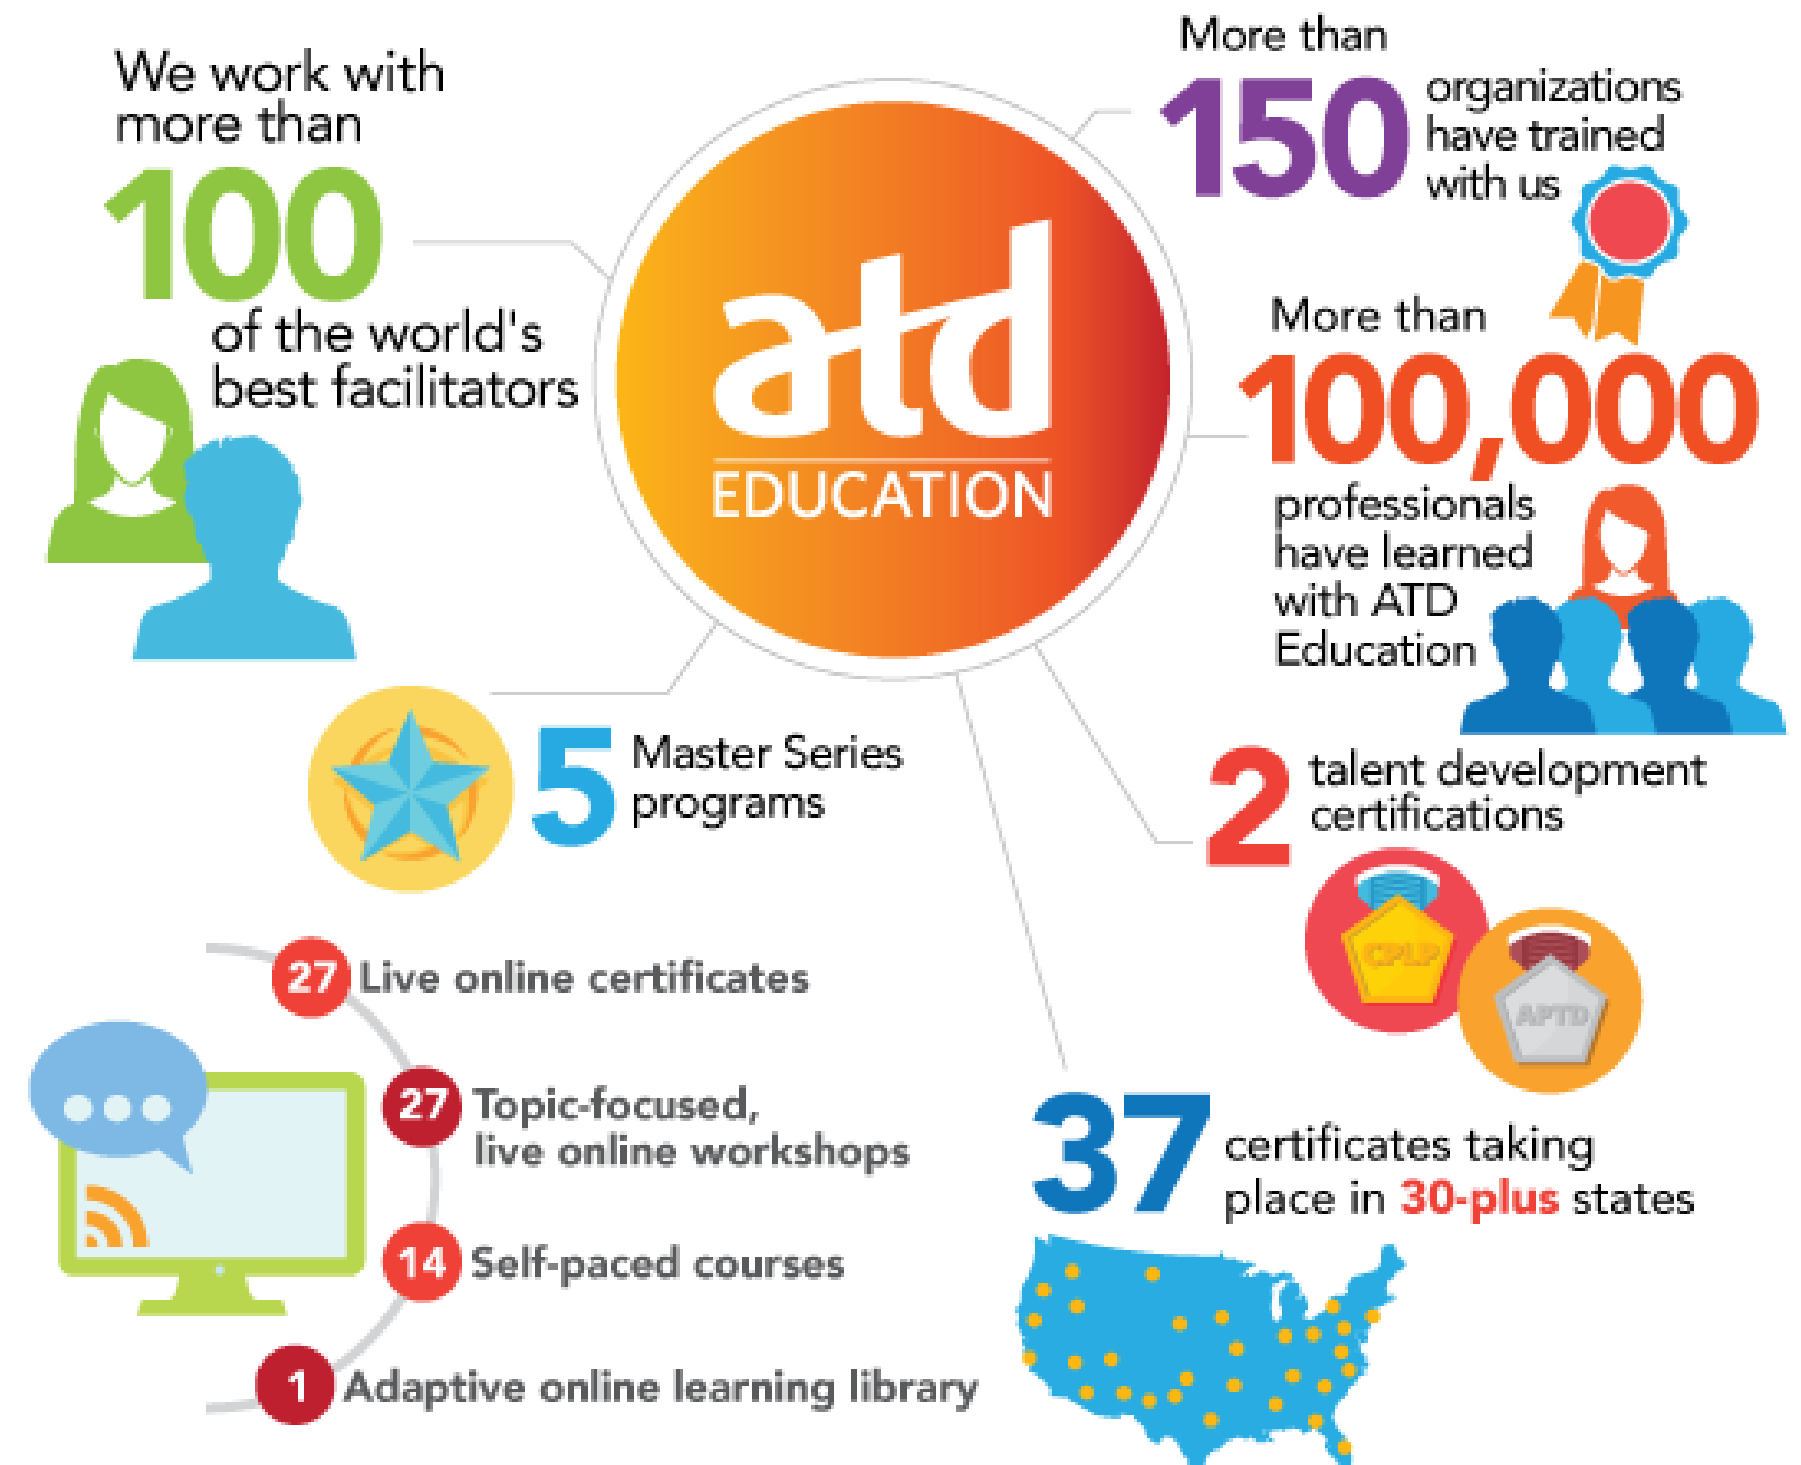 We work with
more than
100
of the world's
best facilitators
atd
EDUCATION
More than
150
organizations
have trained
with us
More than
100,000
professionals
have learned
with ATD
Education
5
Master Series
programs
2
talent development
certifications
CPLP
APTD
27 Live online certificates
27 Topic-focused,
live online workshops
14 Self-paced courses
1 Adaptive online learning library
37
certificates taking
place in 30-plus states